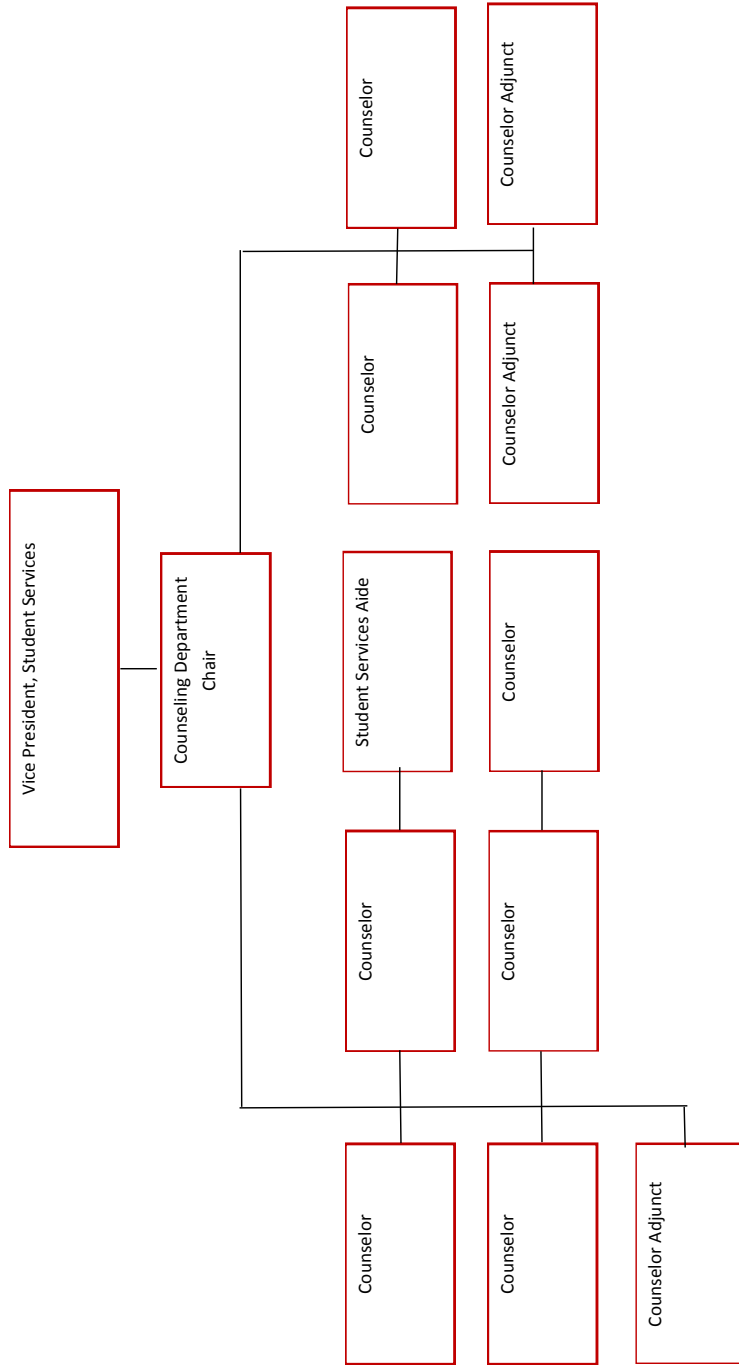 Vice President, Student Services
Counseling Department
Chair
Counselor
Counselor
Student Services Aide
Counselor
Counselor
Counselor
Counselor
Counselor
Counselor Adjunct
Counselor Adjunct
Counselor Adjunct